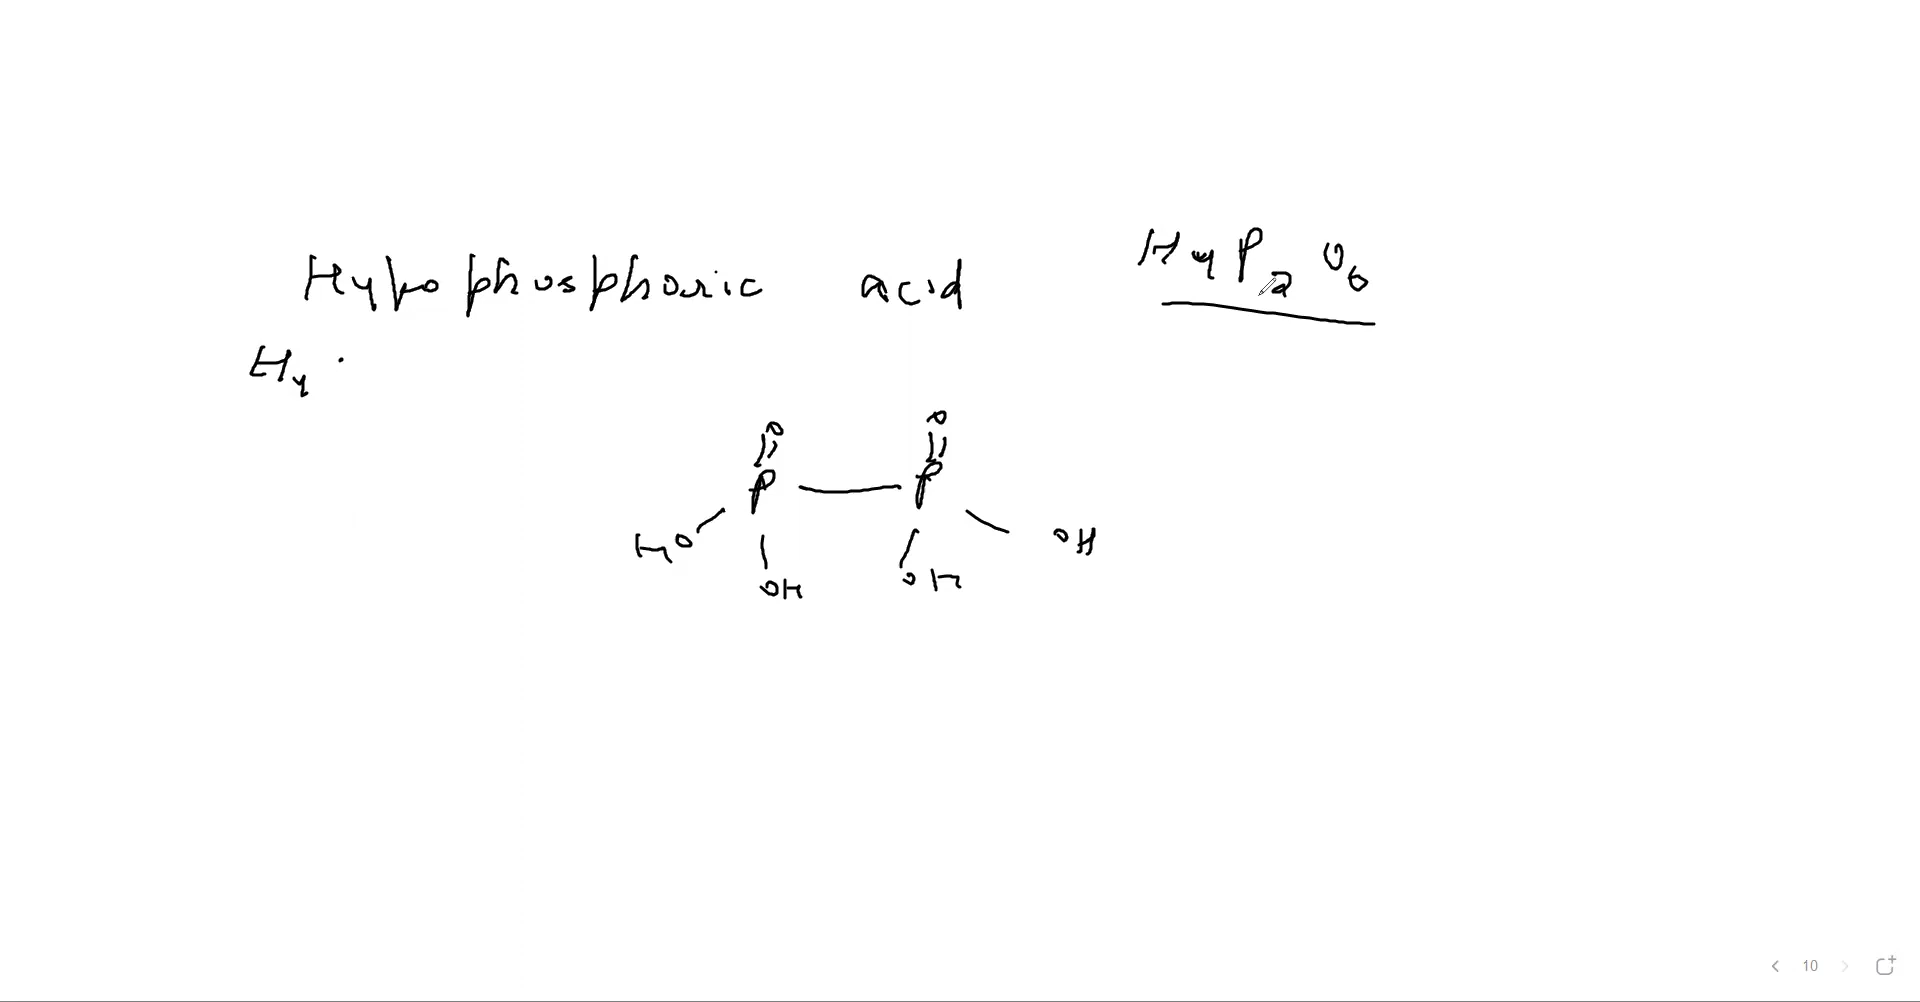 Hypophosphoric acid H4P2O6
H4 .
O O
P P
HO OH
OH OH
10